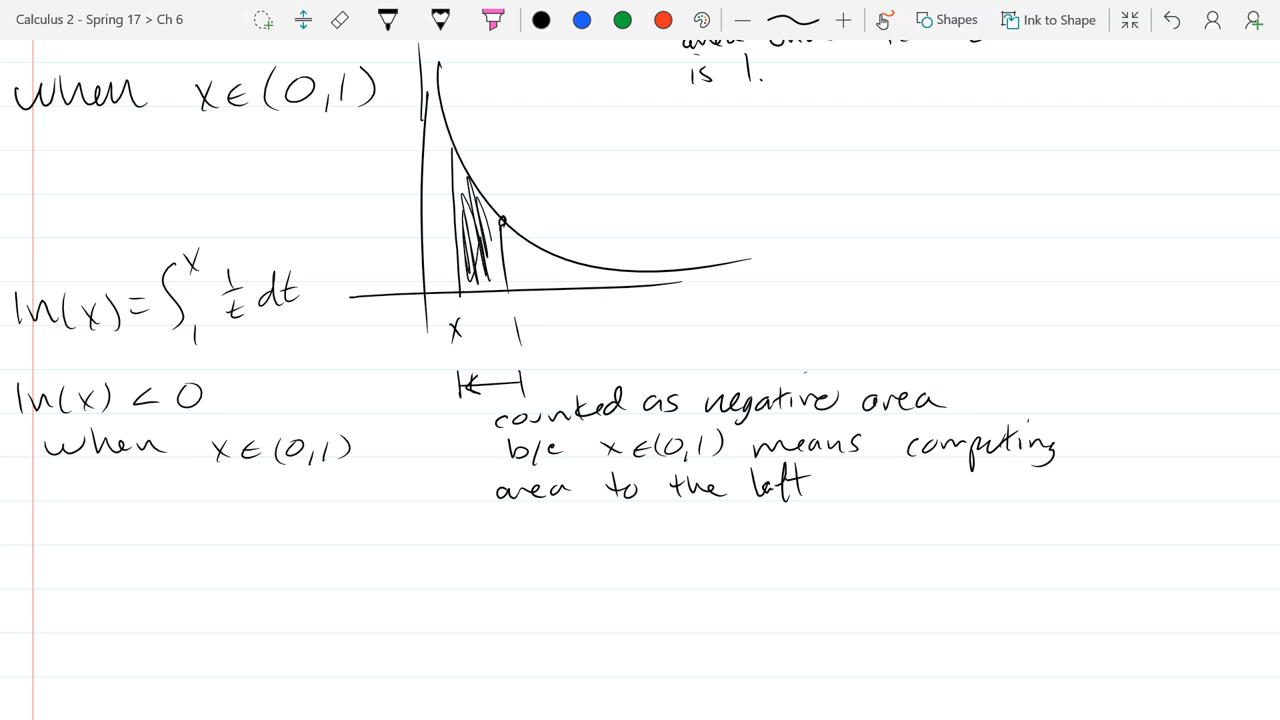 Calculus 2 - Spring 17 > Ch 6
Shapes
Ink to Shape
is 1.
when x∈(0,1)
ln(x) = ∫₁ˣ 1/t dt
x 1
ln(x) < 0
when x∈(0,1)
counted as negative area
b/c x∈(0,1) means computing
area to the left